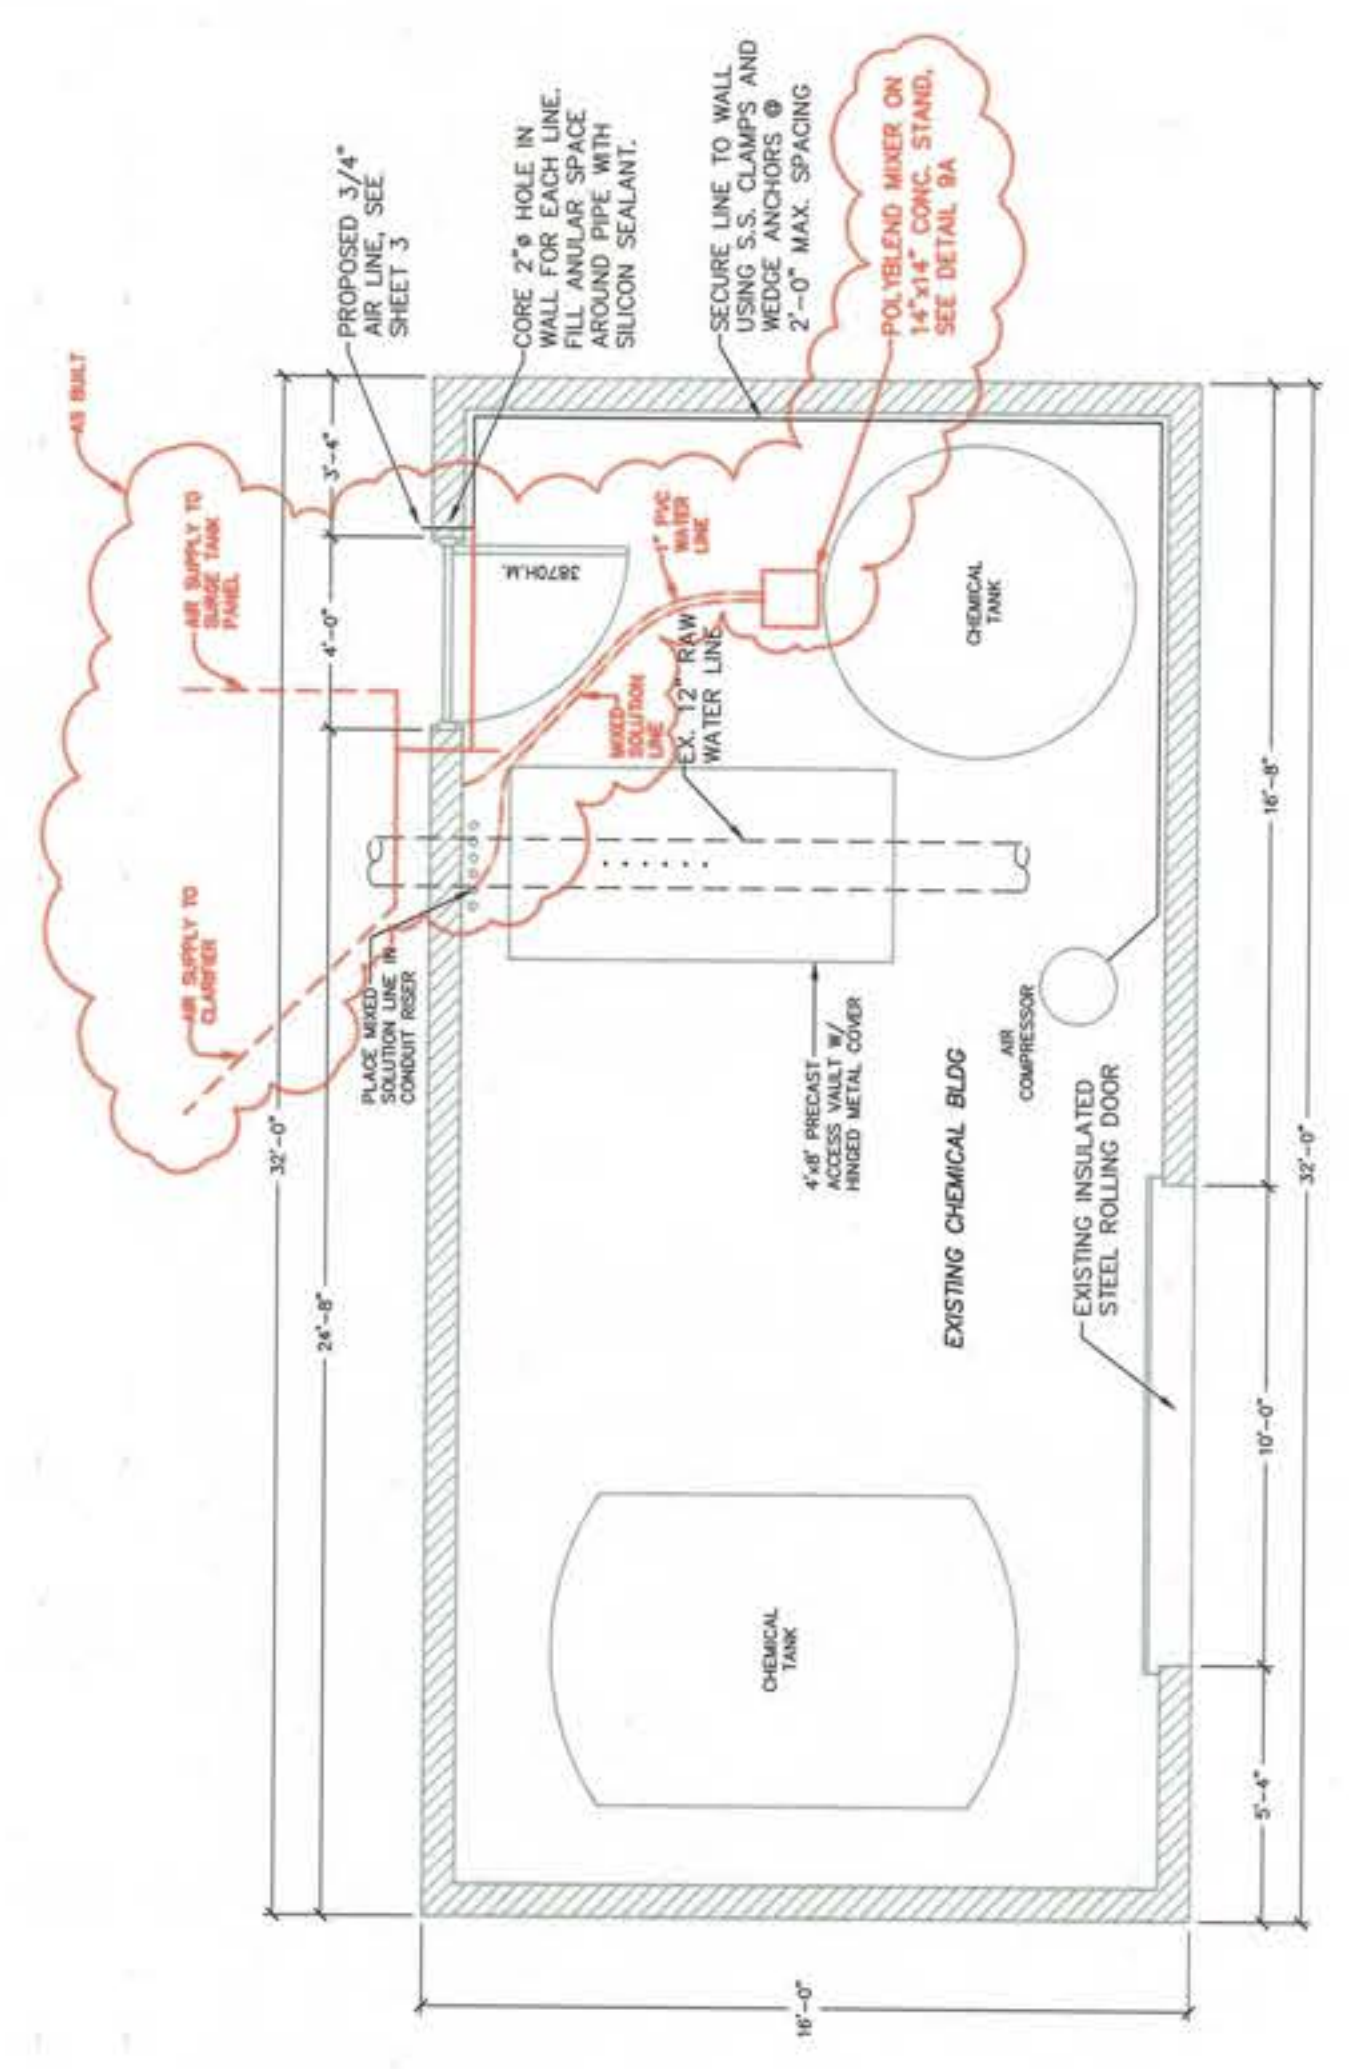 AS BUILT
AIR SUPPLY TO
SURGE TANK
PANEL
AIR SUPPLY TO
CLARIFIER
32'-0"
24'-8"
4'-0"
3'-4"
PROPOSED 3/4"
AIR LINE, SEE
SHEET 3
CORE 2"ø HOLE IN
WALL FOR EACH LINE.
FILL ANULAR SPACE
AROUND PIPE WITH
SILICON SEALANT.
SECURE LINE TO WALL
USING S.S. CLAMPS AND
WEDGE ANCHORS @
2'-0" MAX. SPACING
POLYBLEND MIXER ON
14"x14" CONC. STAND,
SEE DETAIL 9A
PLACE MIXED
SOLUTION LINE IN
CONDUIT RISER
3870H.M.
1" PVC
WATER
LINE
MIXED
SOLUTION
LINE
EX. 12" RAW
WATER LINE
4'x8' PRECAST
ACCESS VAULT W/
HINGED METAL COVER
CHEMICAL
TANK
CHEMICAL
TANK
EXISTING CHEMICAL BLDG
AIR
COMPRESSOR
EXISTING INSULATED
STEEL ROLLING DOOR
16'-0"
5'-4"
10'-0"
16'-8"
32'-0"